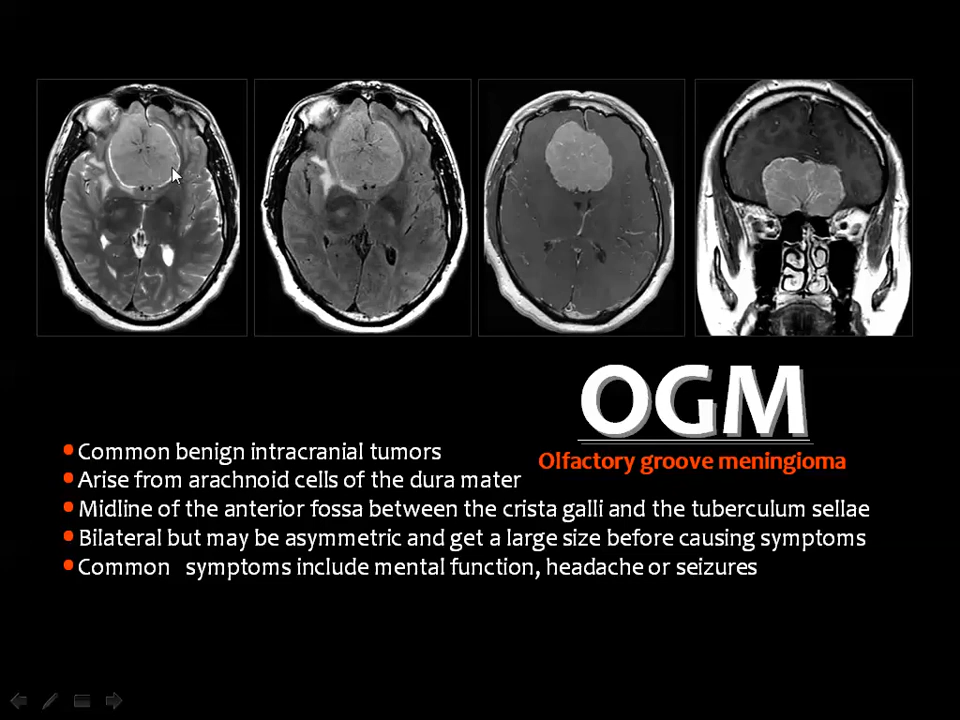 OGM
Olfactory groove meningioma
• Common benign intracranial tumors
• Arise from arachnoid cells of the dura mater
• Midline of the anterior fossa between the crista galli and the tuberculum sellae
• Bilateral but may be asymmetric and get a large size before causing symptoms
• Common symptoms include mental function, headache or seizures